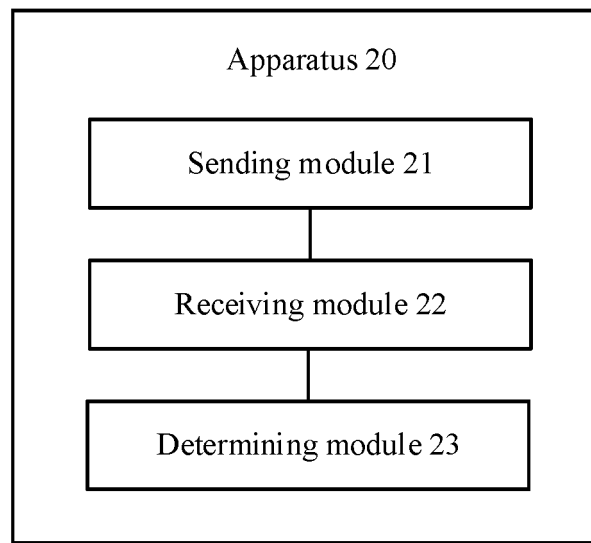 Apparatus 20
Sending module 21
Receiving module 22
Determining module 23